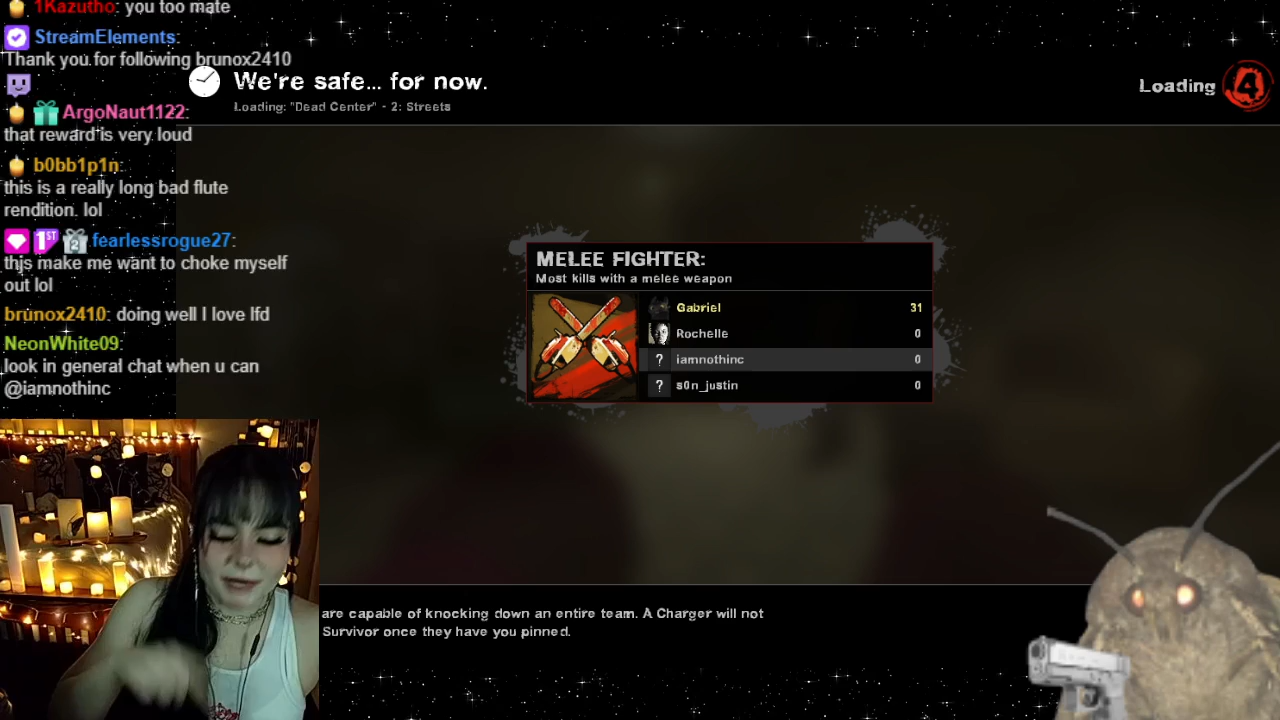 1Kazutho: you too mate
StreamElements:
Thank you for following brunox2410
ArgoNaut1122:
that reward is very loud
b0bb1p1n:
this is a really long bad flute
rendition. lol
1ST 2 fearlessrogue27:
this make me want to choke myself
out lol
brunox2410: doing well I love lfd
NeonWhite09:
look in general chat when u can
@iamnothinc
We're safe... for now.
Loading: "Dead Center" - 2: Streets
Loading
4
MELEE FIGHTER:
Most kills with a melee weapon
Gabriel 31
Rochelle 0
? iamnothinc 0
? s0n_justin 0
are capable of knocking down an entire team. A Charger will not
Survivor once they have you pinned.